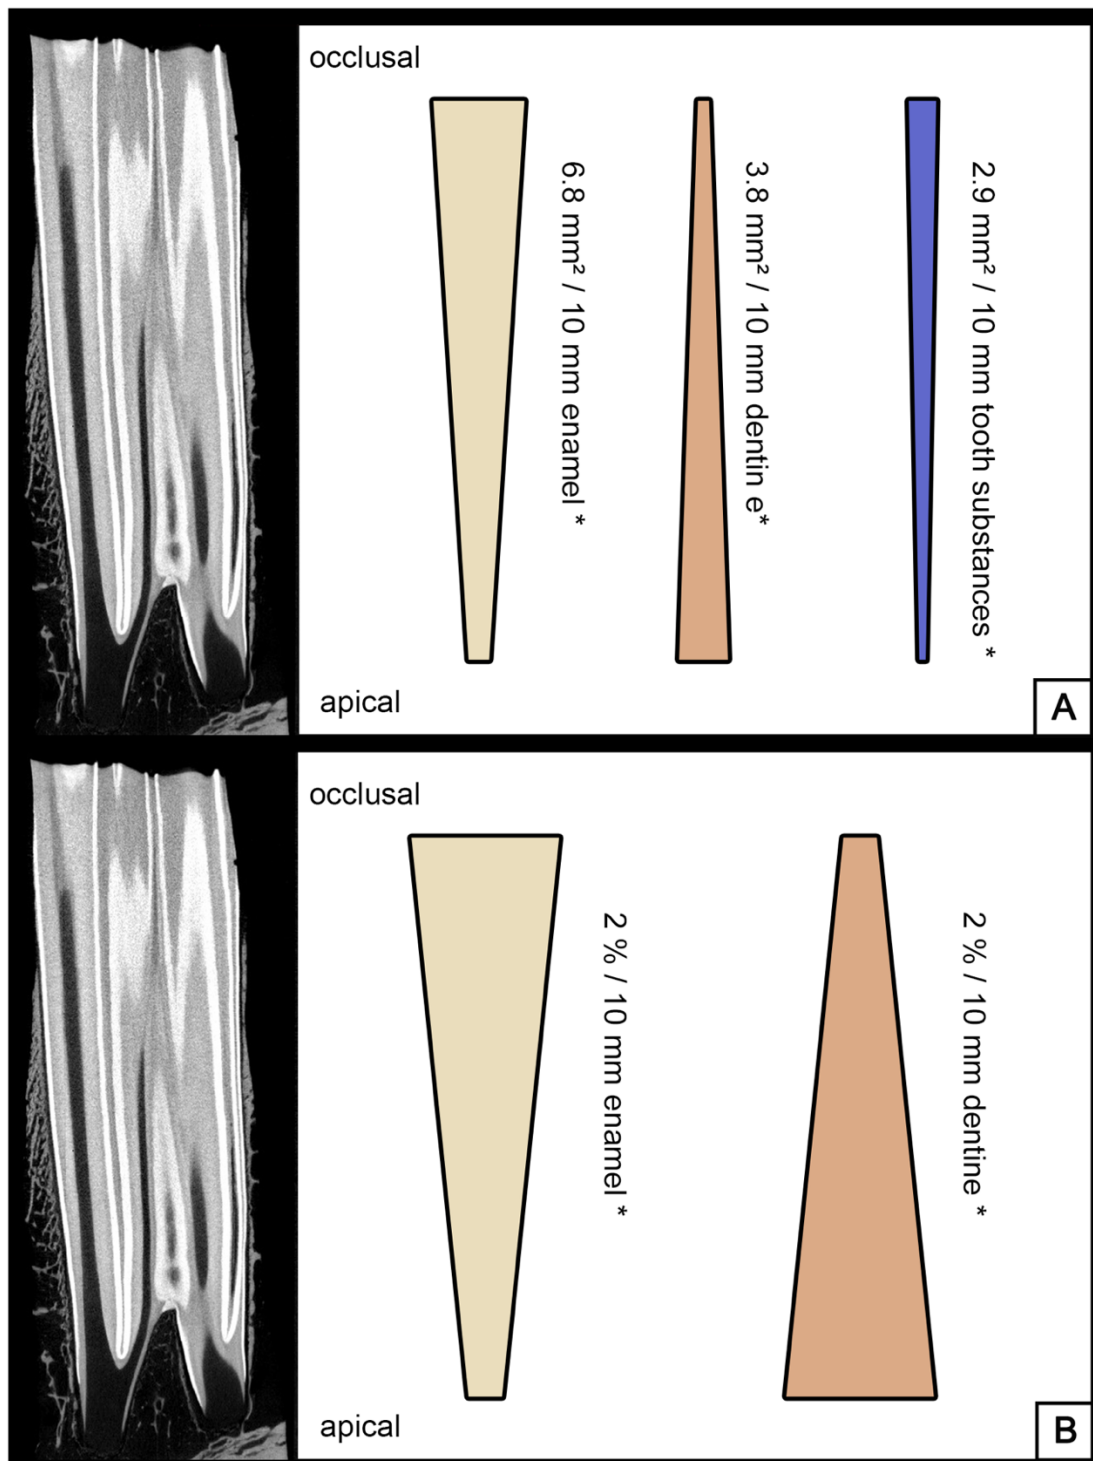 occlusal
6.8 mm² / 10 mm enamel *
3.8 mm² / 10 mm dentin e*
2.9 mm² / 10 mm tooth substances *
apical
A
occlusal
2 % / 10 mm enamel *
2 % / 10 mm dentine *
apical
B